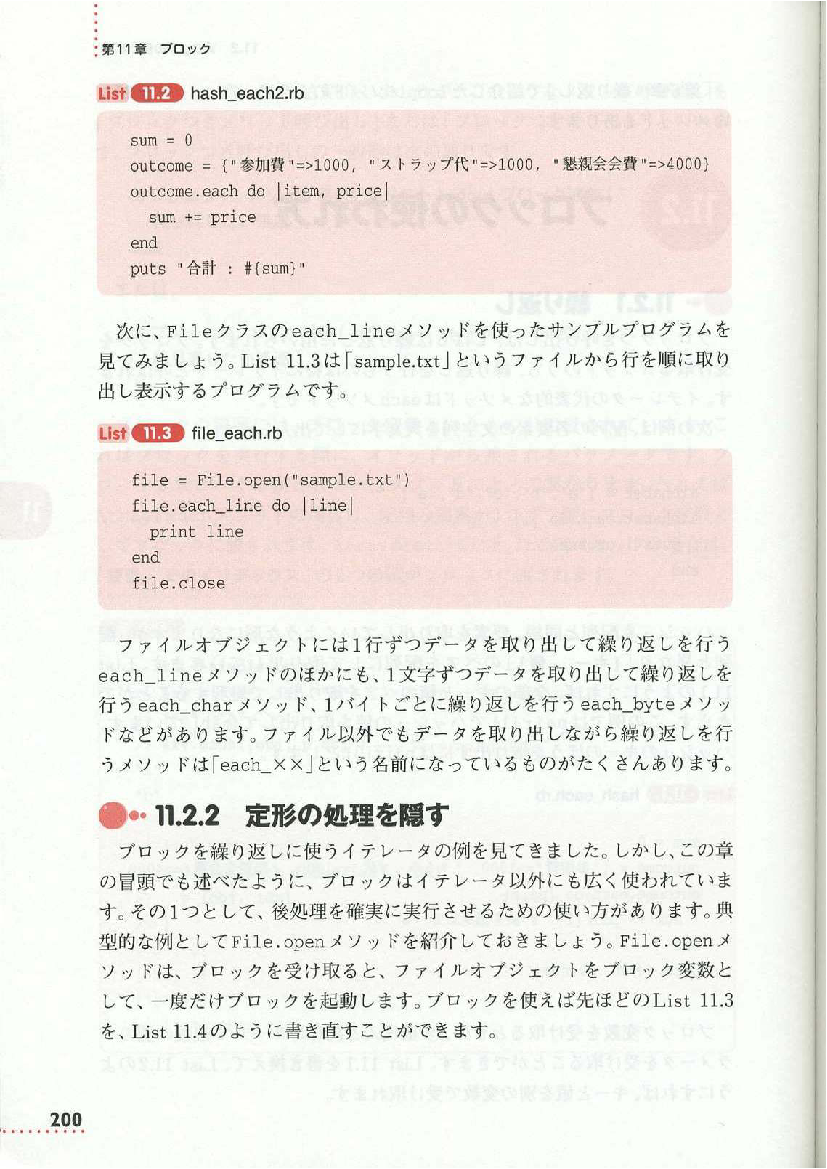 第11章 ブロック
List 11.2 hash_each2.rb
sum = 0
outcome = {"参加費"=>1000, "ストラップ代"=>1000, "懇親会会費"=>4000}
outcome.each do |item, price|
  sum += price
end
puts "合計 : #{sum}"
次に、Fileクラスのeach_lineメソッドを使ったサンプルプログラムを
見てみましょう。List 11.3は「sample.txt」というファイルから行を順に取り
出し表示するプログラムです。
List 11.3 file_each.rb
file = File.open("sample.txt")
file.each_line do |line|
  print line
end
file.close
ファイルオブジェクトには1行ずつデータを取り出して繰り返しを行う
each_lineメソッドのほかにも、1文字ずつデータを取り出して繰り返しを
行うeach_charメソッド、1バイトごとに繰り返しを行うeach_byteメソッ
ドなどがあります。ファイル以外でもデータを取り出しながら繰り返しを行
うメソッドは「each_××」という名前になっているものがたくさんあります。
11.2.2 定形の処理を隠す
ブロックを繰り返しに使うイテレータの例を見てきました。しかし、この章
の冒頭でも述べたように、ブロックはイテレータ以外にも広く使われていま
す。その1つとして、後処理を確実に実行させるための使い方があります。典
型的な例としてFile.openメソッドを紹介しておきましょう。File.openメ
ソッドは、ブロックを受け取ると、ファイルオブジェクトをブロック変数と
して、一度だけブロックを起動します。ブロックを使えば先ほどのList 11.3
を、List 11.4のように書き直すことができます。
200